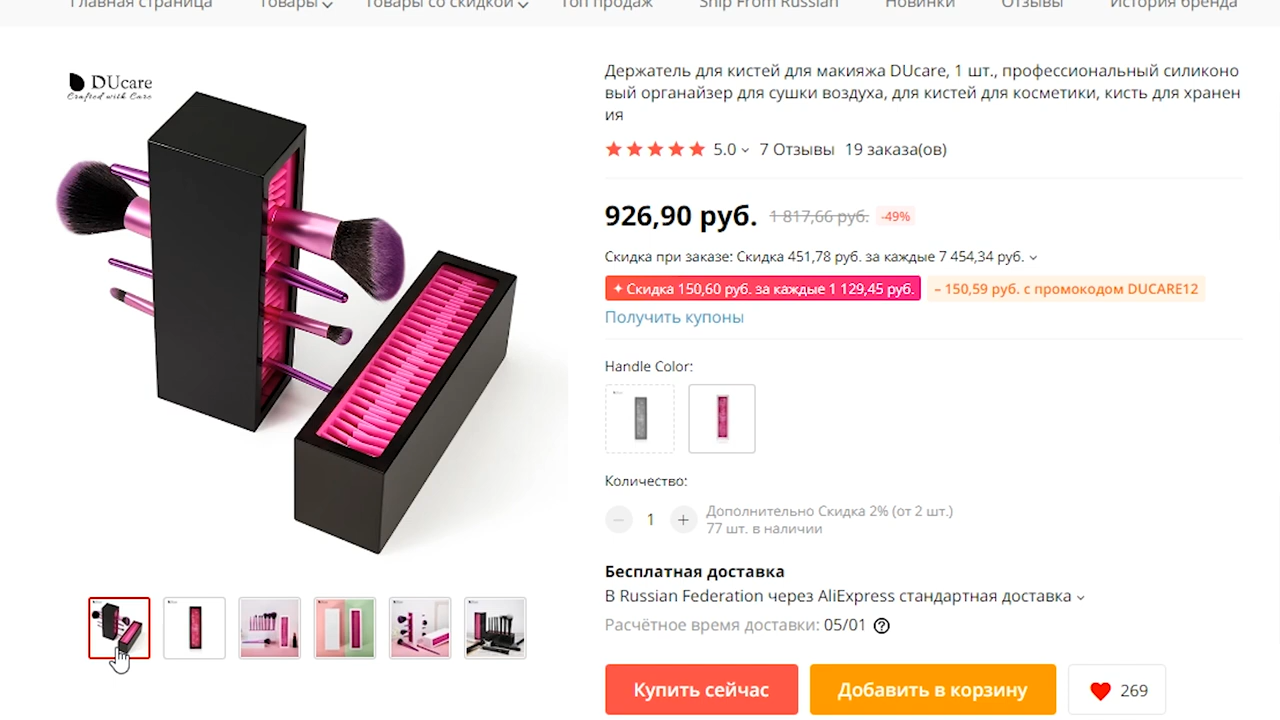 Главная страница Товары Товары со скидкой Топ продаж Ship From Russian Новинки Отзывы История бренда
DUcare
Crafted with Care
Держатель для кистей для макияжа DUcare, 1 шт., профессиональный силиконо
вый органайзер для сушки воздуха, для кистей для косметики, кисть для хранен
ия
5.0 7 Отзывы 19 заказа(ов)
926,90 руб. 1 817,66 руб. -49%
Скидка при заказе: Скидка 451,78 руб. за каждые 7 454,34 руб.
Скидка 150,60 руб. за каждые 1 129,45 руб. – 150,59 руб. с промокодом DUCARE12
Получить купоны
Handle Color:
Количество:
− 1 +
Дополнительно Скидка 2% (от 2 шт.)
77 шт. в наличии
Бесплатная доставка
В Russian Federation через AliExpress стандартная доставка
Расчётное время доставки: 05/01 ?
Купить сейчас Добавить в корзину 269